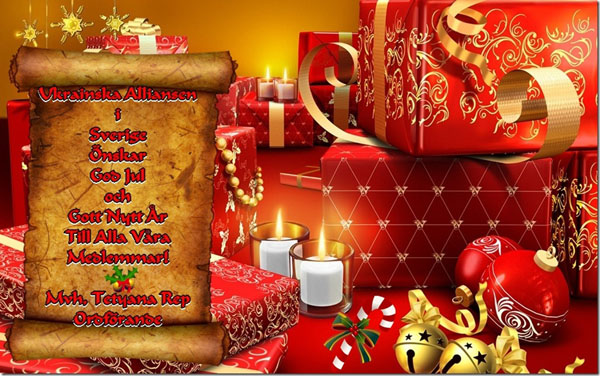 Ukrainska Alliansen
i
Sverige
Önskar
God Jul
och
Gott Nytt År
Till Alla Våra
Medlemmar!
Mvh, Tetyana Rep
Ordförande